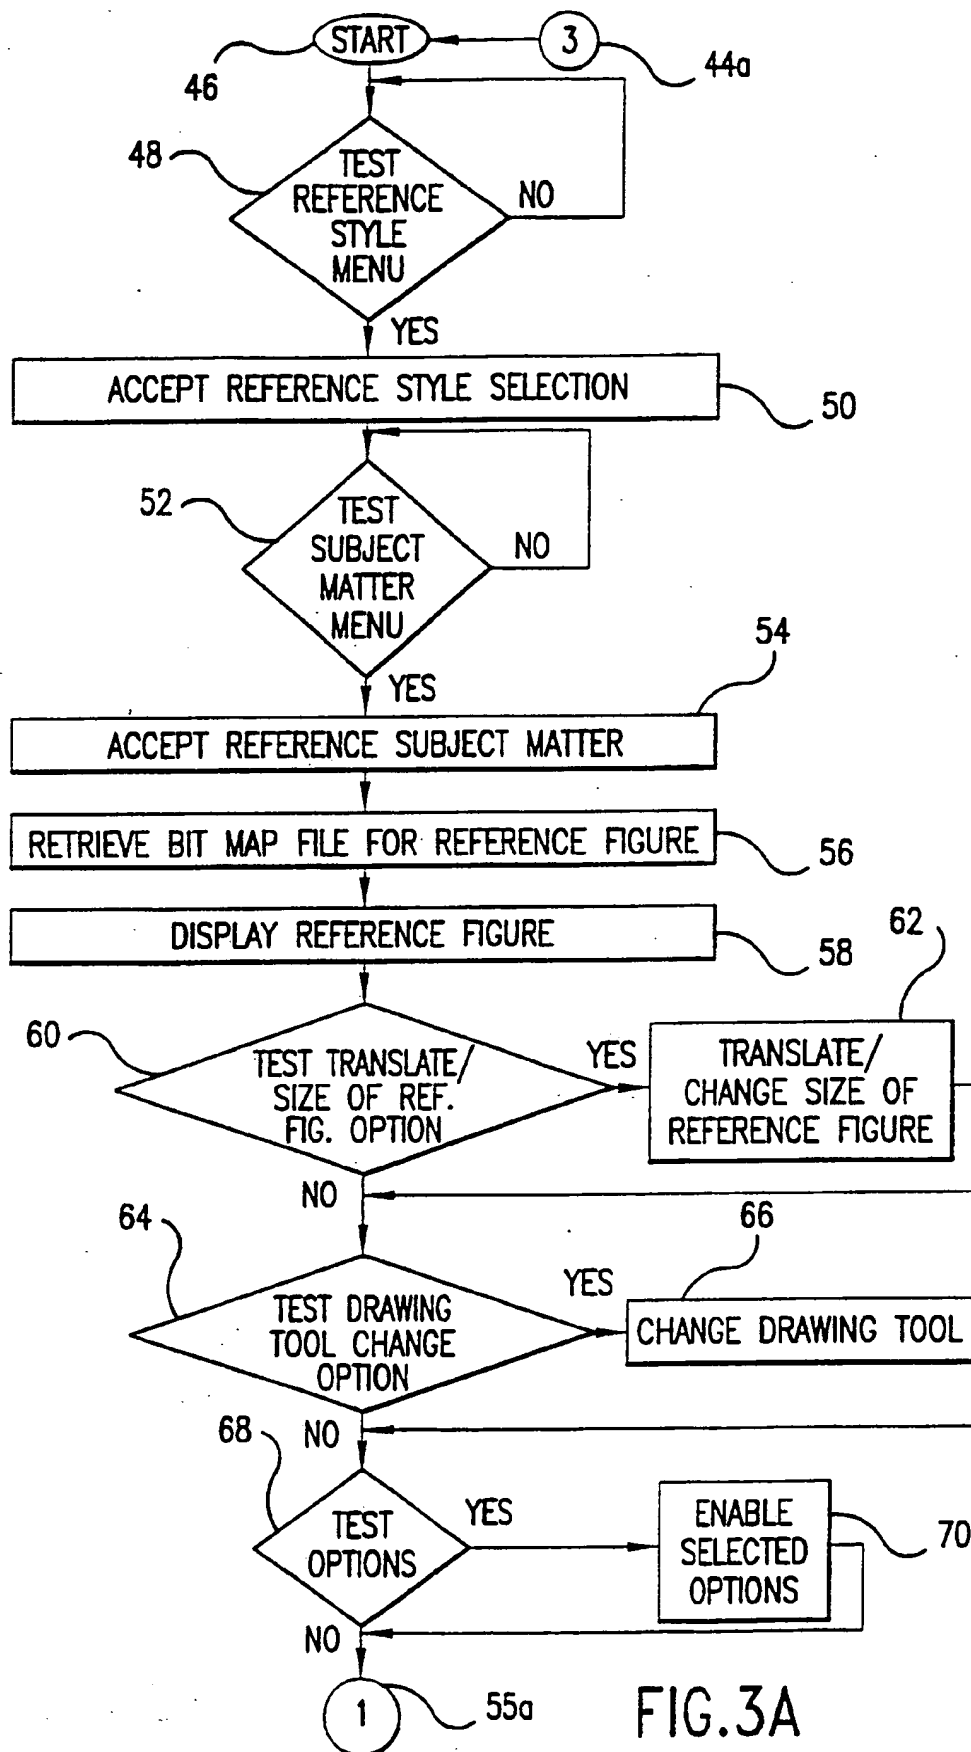 START
3
46
44a
48
TEST
REFERENCE
STYLE
MENU
NO
YES
ACCEPT REFERENCE STYLE SELECTION
50
52
TEST
SUBJECT
MATTER
MENU
NO
YES
54
ACCEPT REFERENCE SUBJECT MATTER
RETRIEVE BIT MAP FILE FOR REFERENCE FIGURE
56
DISPLAY REFERENCE FIGURE
58
60
TEST TRANSLATE/
SIZE OF REF.
FIG. OPTION
YES
62
TRANSLATE/
CHANGE SIZE OF
REFERENCE FIGURE
NO
64
TEST DRAWING
TOOL CHANGE
OPTION
YES
66
CHANGE DRAWING TOOL
NO
68
TEST
OPTIONS
YES
ENABLE
SELECTED
OPTIONS
70
NO
1
55a
FIG.3A